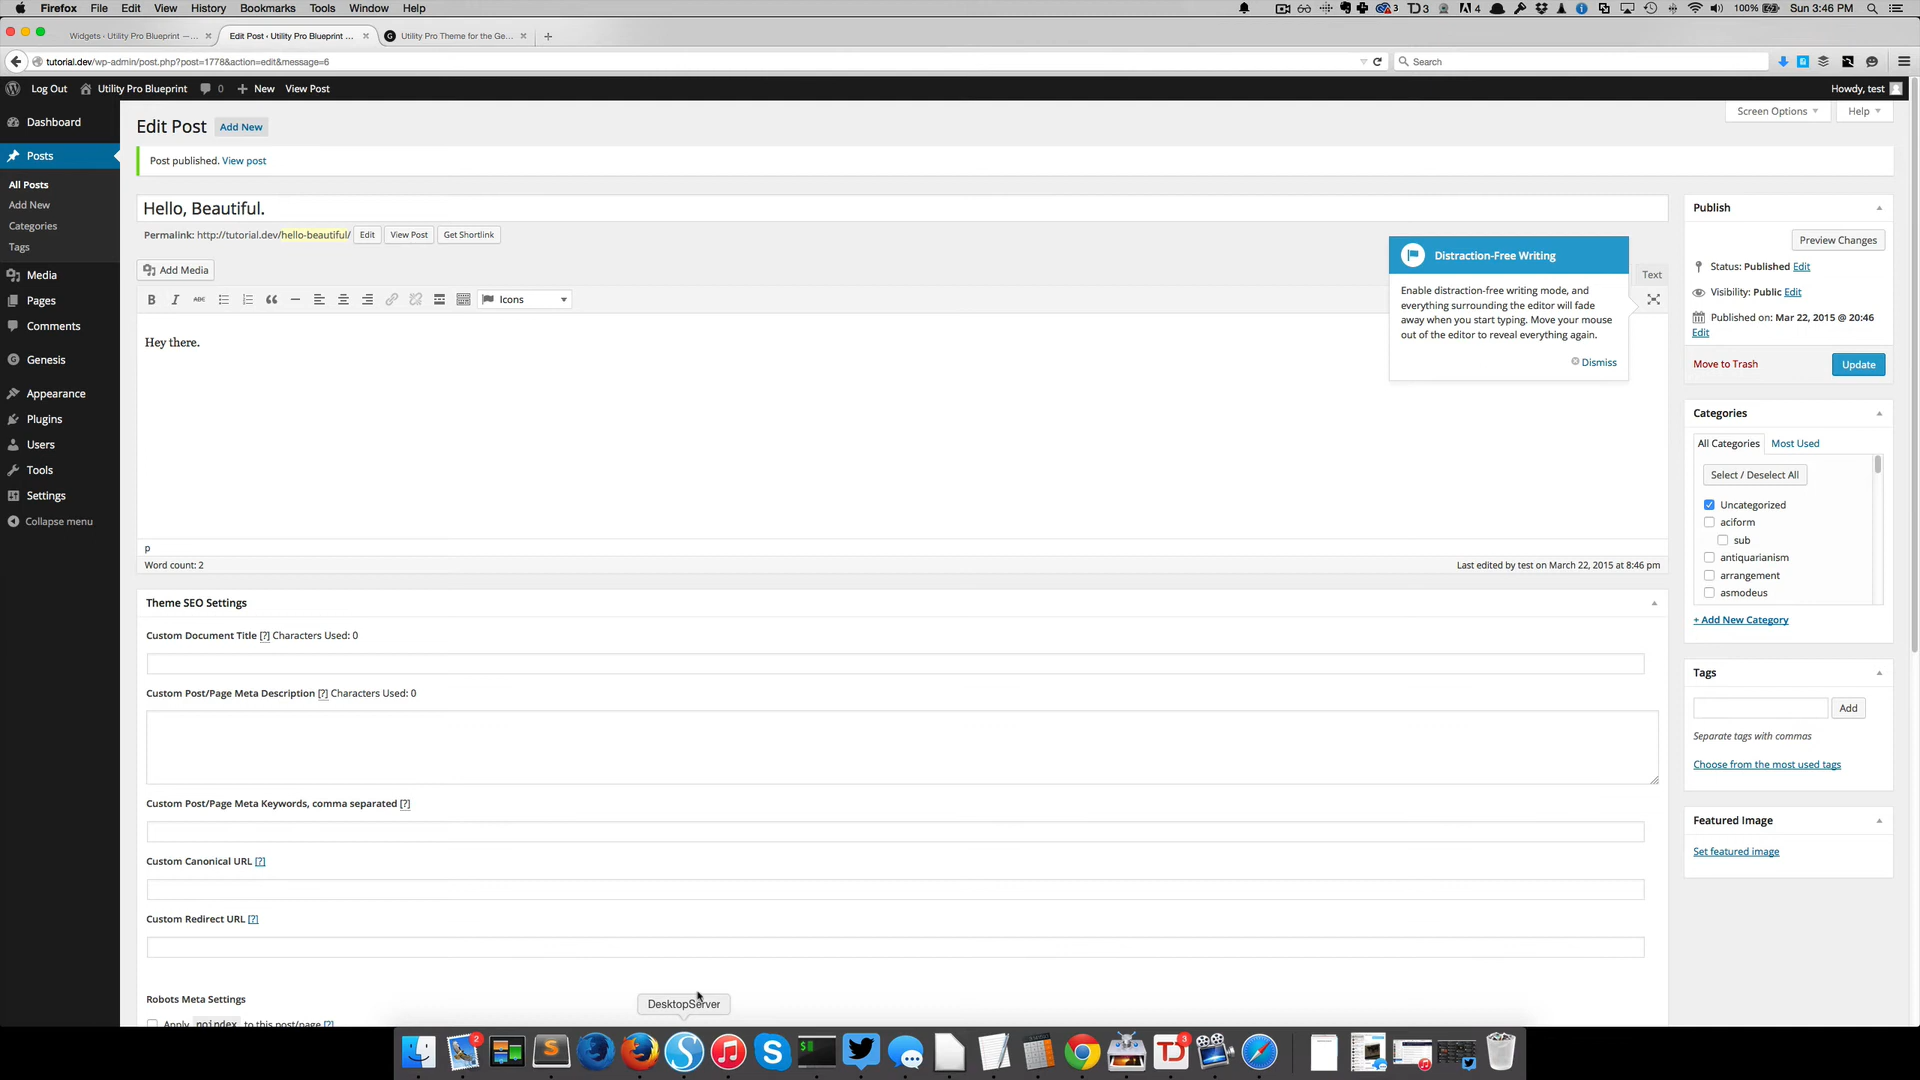 Firefox File Edit View History Bookmarks Tools Window Help 3 3 4 100% Sun 3:46 PM
Widgets ‹ Utility Pro Blueprint —... × Edit Post ‹ Utility Pro Blueprint ... × Utility Pro Theme for the Ge... × +
tutorial.dev/wp-admin/post.php?post=1778&action=edit&message=6 Search
Log Out Utility Pro Blueprint 0 + New View Post Howdy, test
Screen Options Help
Edit Post Add New
Post published. View post
Dashboard
Posts
All Posts
Add New
Categories
Tags
Media
Pages
Comments
Genesis
Appearance
Plugins
Users
Tools
Settings
Collapse menu
Hello, Beautiful.
Permalink: http://tutorial.dev/hello-beautiful/ Edit View Post Get Shortlink
Add Media
Text
B I ABC Icons
Hey there.
Distraction-Free Writing
Enable distraction-free writing mode, and
everything surrounding the editor will fade
away when you start typing. Move your mouse
out of the editor to reveal everything again.
Dismiss
p
Word count: 2 Last edited by test on March 22, 2015 at 8:46 pm
Theme SEO Settings
Custom Document Title [?] Characters Used: 0
Custom Post/Page Meta Description [?] Characters Used: 0
Custom Post/Page Meta Keywords, comma separated [?]
Custom Canonical URL [?]
Custom Redirect URL [?]
Robots Meta Settings
Apply noindex to this post/page [?]
Publish
Preview Changes
Status: Published Edit
Visibility: Public Edit
Published on: Mar 22, 2015 @ 20:46
Edit
Move to Trash Update
Categories
All Categories Most Used
Select / Deselect All
Uncategorized
aciform
sub
antiquarianism
arrangement
asmodeus
+ Add New Category
Tags
Add
Separate tags with commas
Choose from the most used tags
Featured Image
Set featured image
DesktopServer
2
3